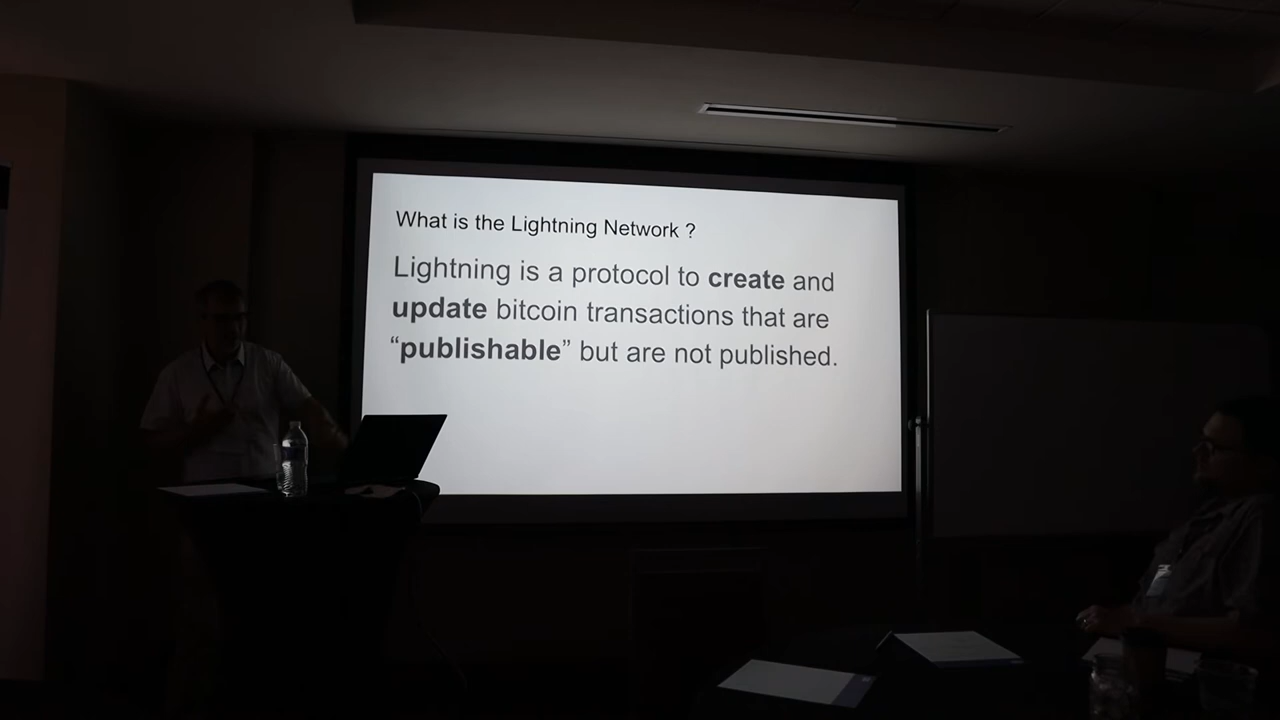 What is the Lightning Network ?
Lightning is a protocol to create and
update bitcoin transactions that are
“publishable” but are not published.